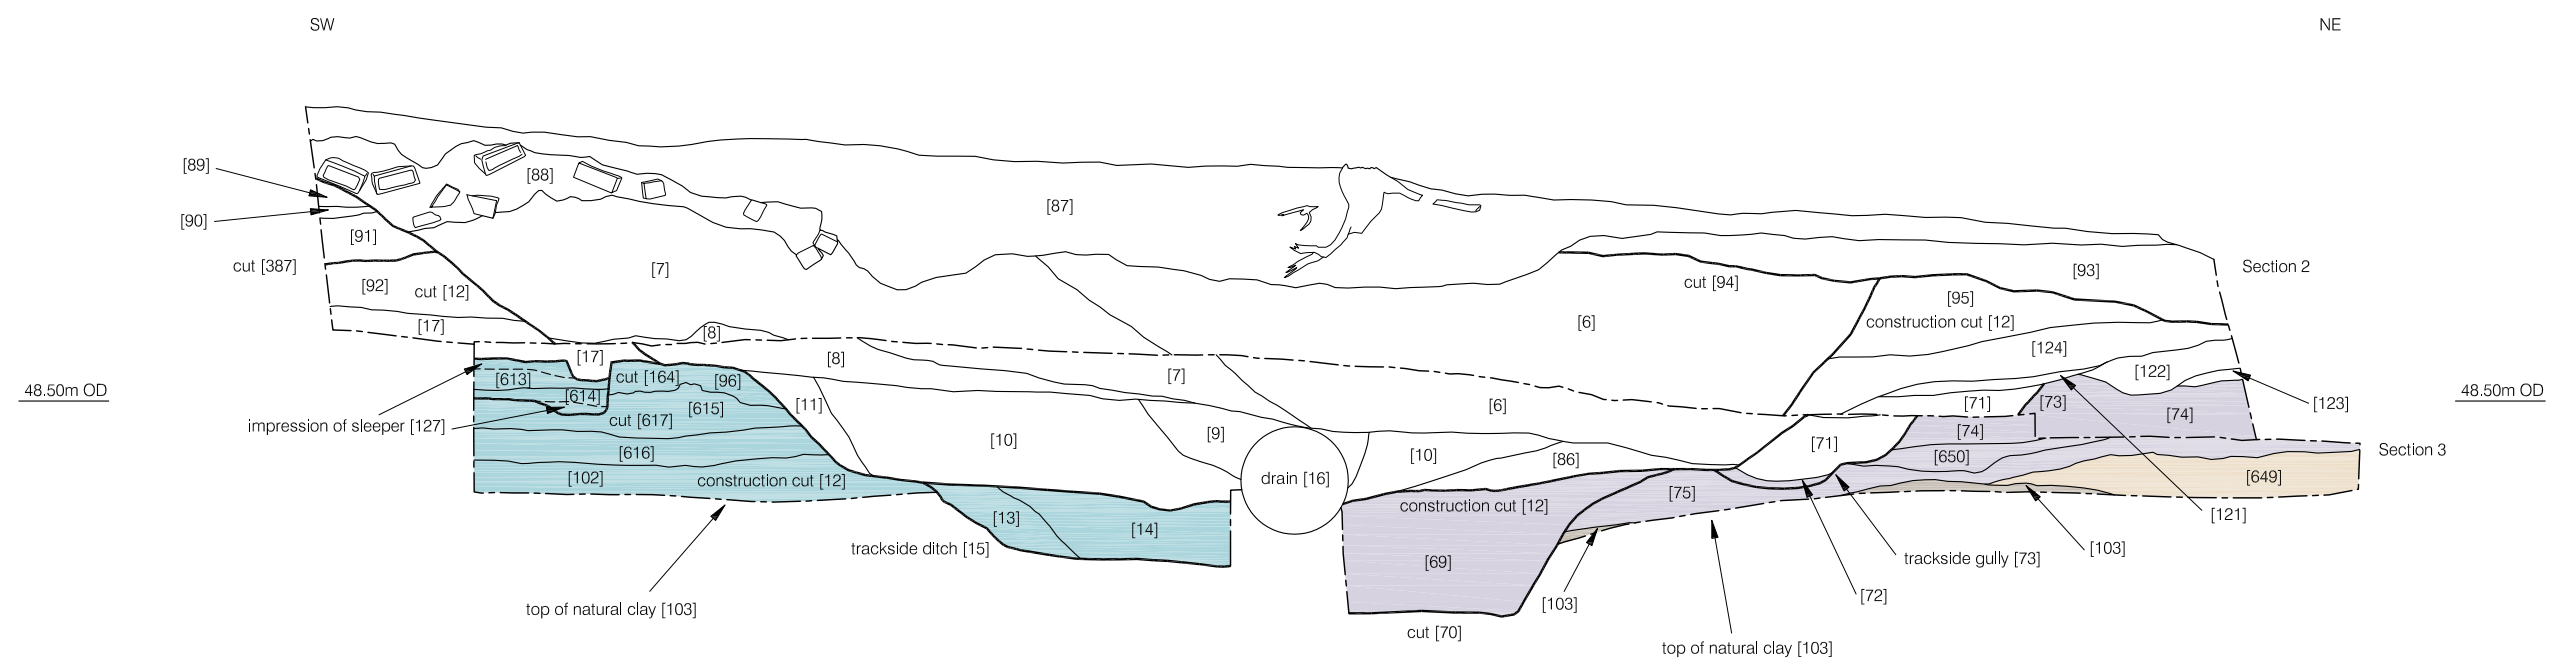 SW
NE
[89]
[88]
[87]
[90]
[91]
cut [387]
[7]
[93]
Section 2
[92]
cut [12]
cut [94]
[95]
[6]
construction cut [12]
[17]
[8]
[124]
[17]
[8]
[7]
[122]
[613]
cut [164]
[96]
48.50m OD
48.50m OD
[614]
[615]
[11]
[6]
[71]
[73]
[123]
impression of sleeper [127]
cut [617]
[74]
[10]
[9]
[74]
[71]
[616]
[10]
[86]
[650]
Section 3
[102]
construction cut [12]
drain [16]
[649]
[75]
construction cut [12]
[13]
[14]
[121]
trackside ditch [15]
[69]
trackside gully [73]
[103]
top of natural clay [103]
[103]
[72]
cut [70]
top of natural clay [103]